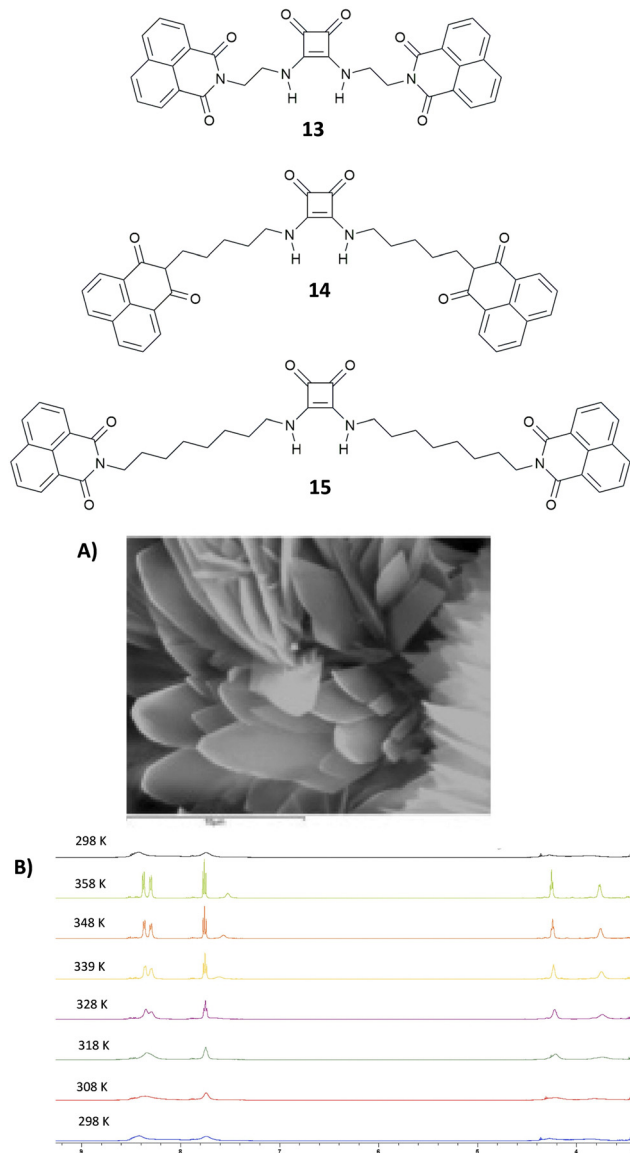 O O
O O
N N N N
O H H O
13
O O
O N N O
O H H O
14
O O
O O
N N N N
O H H O
15
A)
298 K
B)
358 K
348 K
339 K
328 K
318 K
308 K
298 K
9 8 7 6 5 4